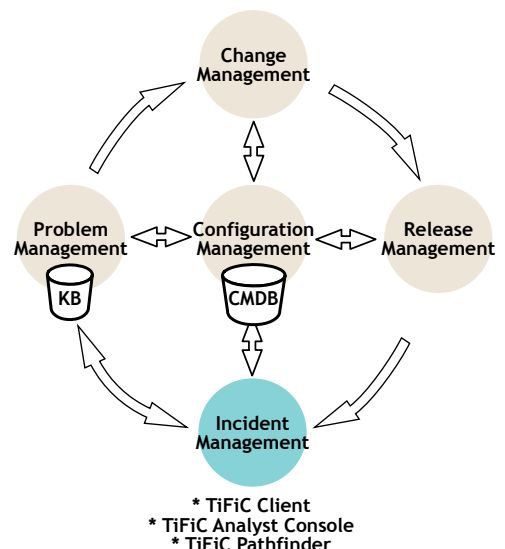 Change
Management
Problem
Management
KB
Configuration
Management
CMDB
Release
Management
Incident
Management
* TiFiC Client
* TiFiC Analyst Console
* TiFiC Pathfinder